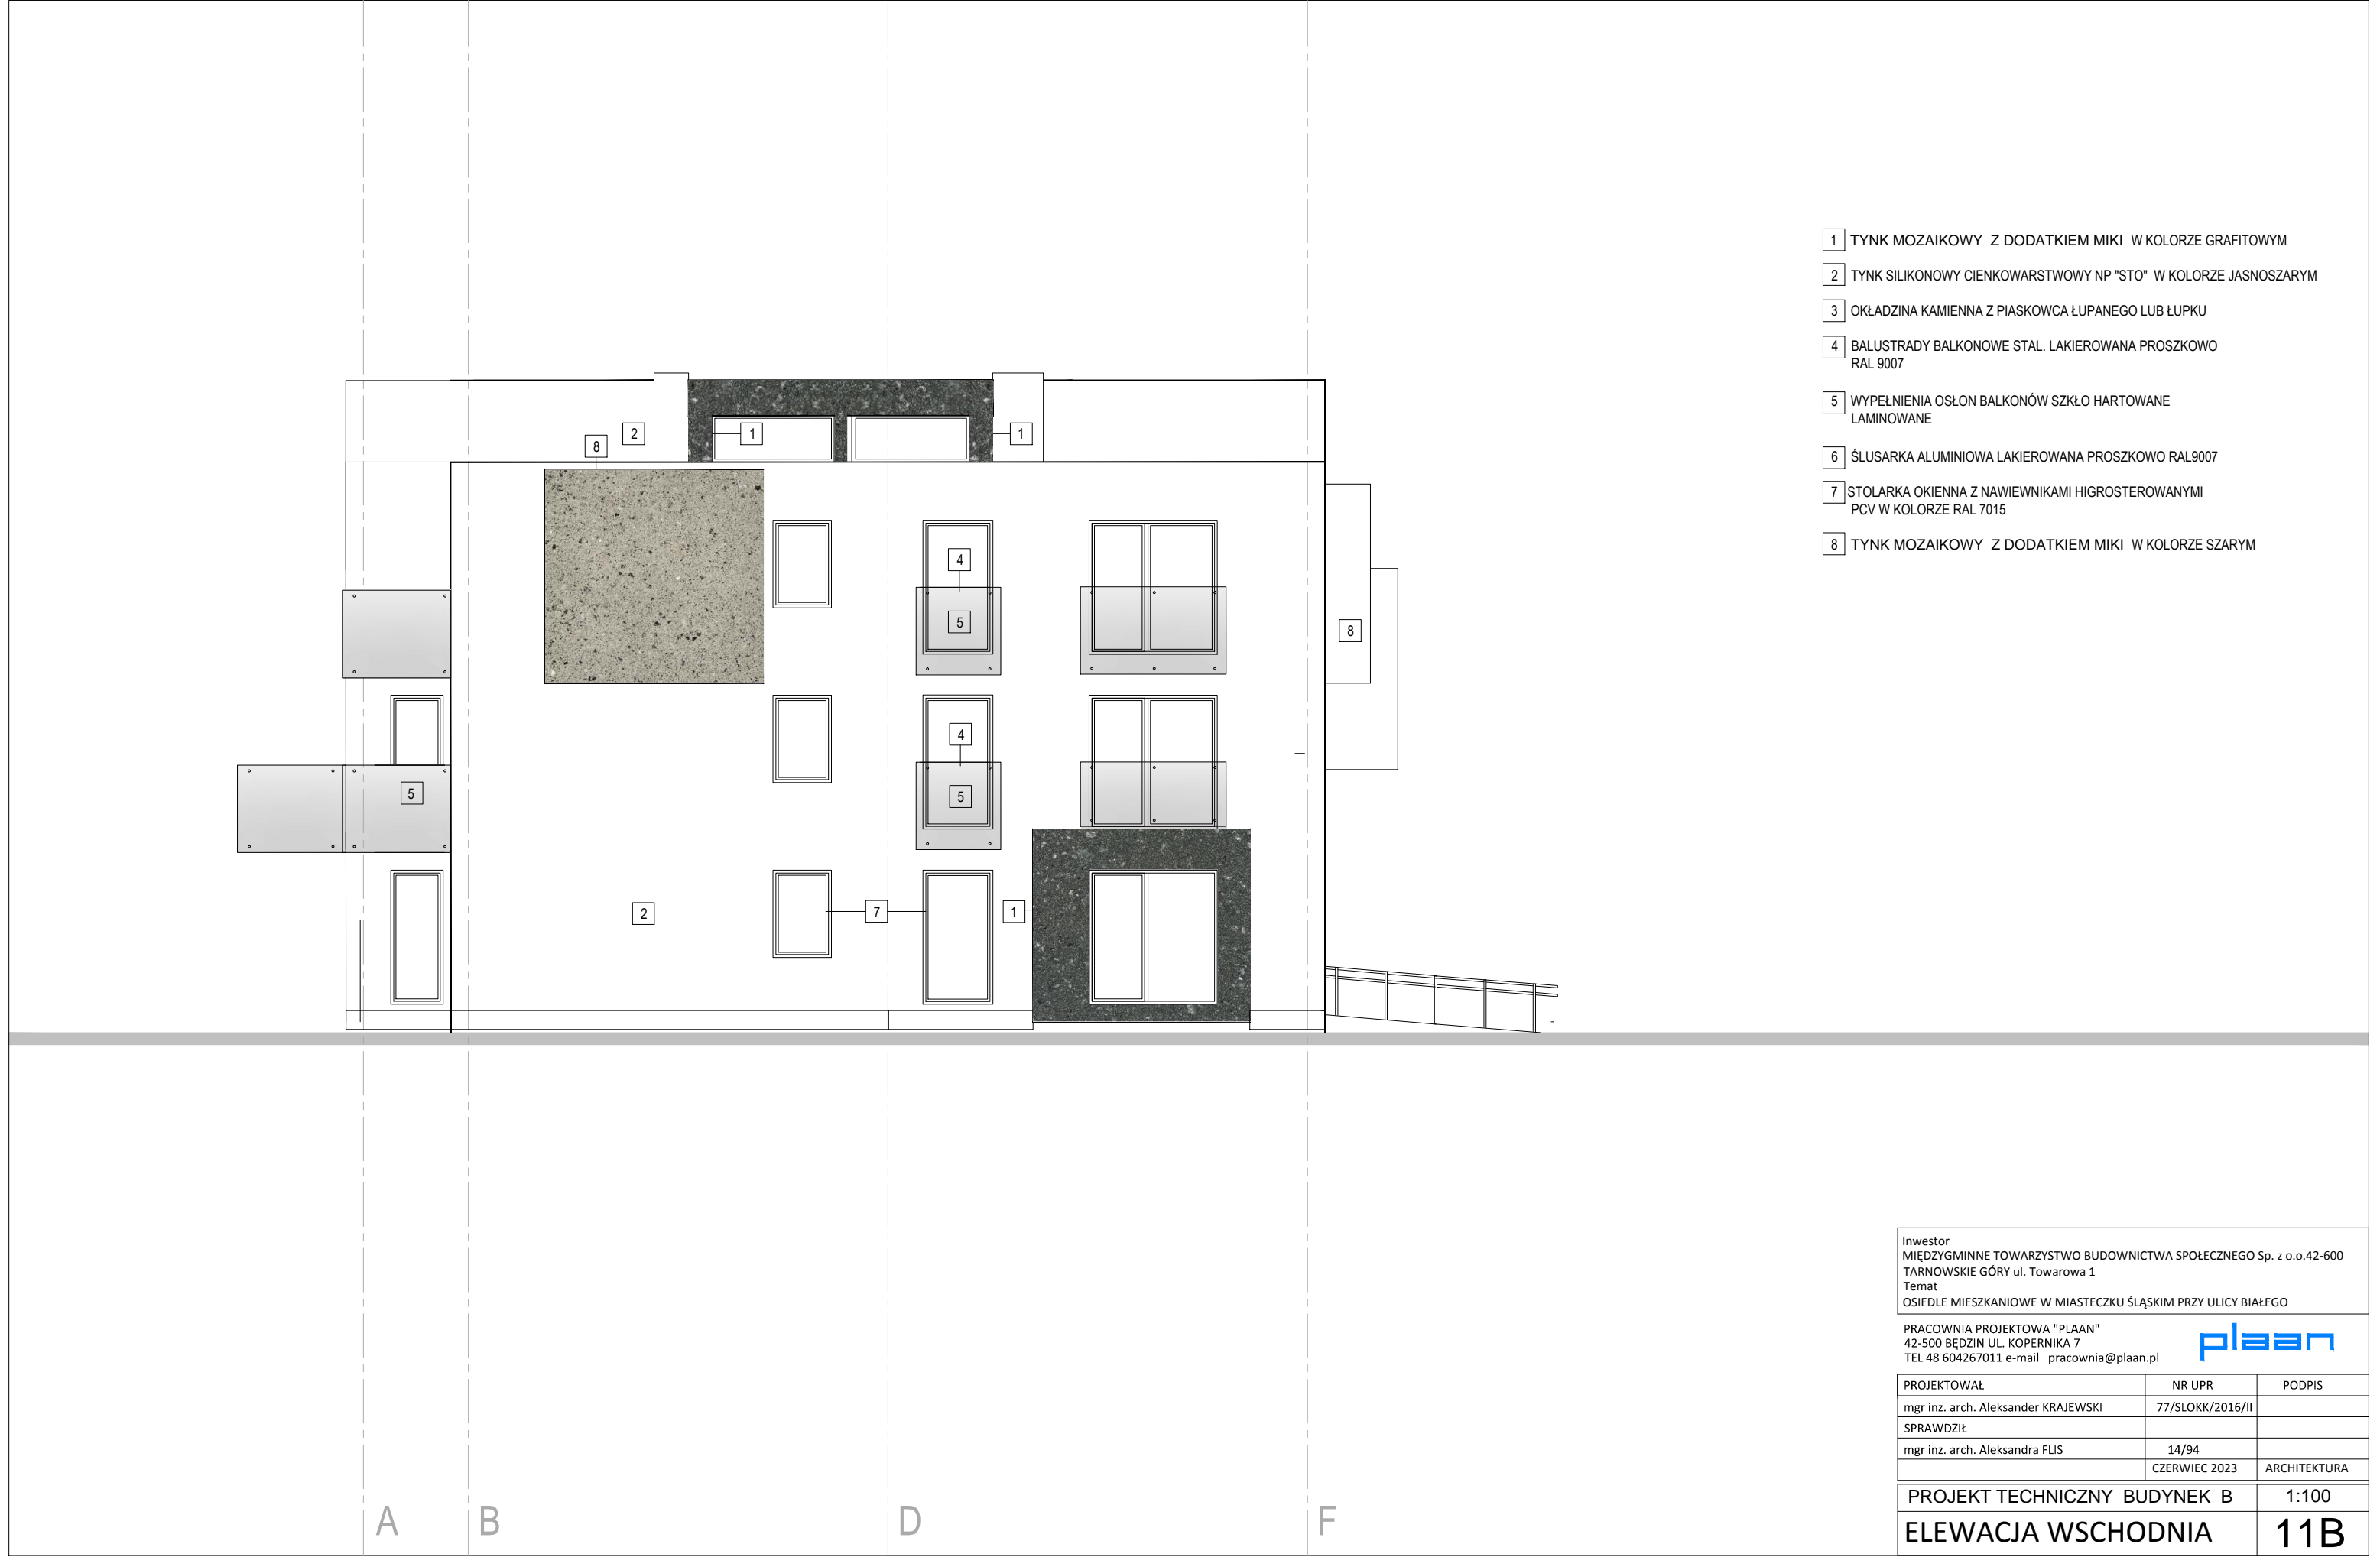 1 TYNK MOZAIKOWY Z DODATKIEM MIKI W KOLORZE GRAFITOWYM
2 TYNK SILIKONOWY CIENKOWARSTWOWY NP "STO" W KOLORZE JASNOSZARYM
3 OKŁADZINA KAMIENNA Z PIASKOWCA ŁUPANEGO LUB ŁUPKU
4 BALUSTRADY BALKONOWE STAL. LAKIEROWANA PROSZKOWO
RAL 9007
5 WYPEŁNIENIA OSŁON BALKONÓW SZKŁO HARTOWANE
LAMINOWANE
6 ŚLUSARKA ALUMINIOWA LAKIEROWANA PROSZKOWO RAL9007
7 STOLARKA OKIENNA Z NAWIEWNIKAMI HIGROSTEROWANYMI
PCV W KOLORZE RAL 7015
8 TYNK MOZAIKOWY Z DODATKIEM MIKI W KOLORZE SZARYM
2 1 1
8
4
5 8
4
5 5
2 7 1
A B D F
Inwestor
MIĘDZYGMINNE TOWARZYSTWO BUDOWNICTWA SPOŁECZNEGO Sp. z o.o.42-600
TARNOWSKIE GÓRY ul. Towarowa 1
Temat
OSIEDLE MIESZKANIOWE W MIASTECZKU ŚLĄSKIM PRZY ULICY BIAŁEGO
PRACOWNIA PROJEKTOWA "PLAAN"
42-500 BĘDZIN UL. KOPERNIKA 7
TEL 48 604267011 e-mail pracownia@plaan.pl
plaan
PROJEKTOWAŁ NR UPR PODPIS
mgr inz. arch. Aleksander KRAJEWSKI 77/SLOKK/2016/II
SPRAWDZIŁ
mgr inz. arch. Aleksandra FLIS 14/94
CZERWIEC 2023 ARCHITEKTURA
PROJEKT TECHNICZNY BUDYNEK B 1:100
ELEWACJA WSCHODNIA 11B